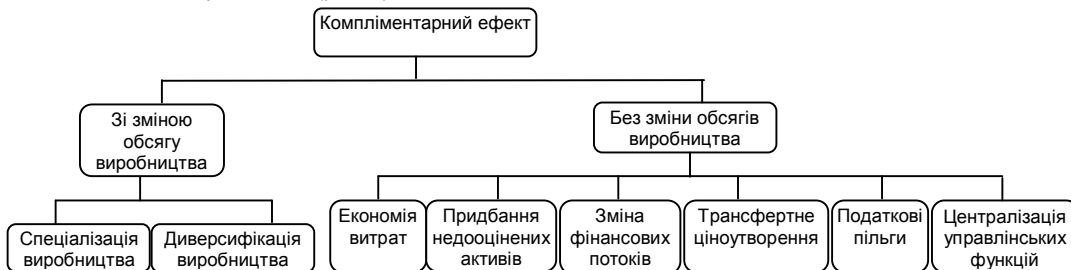 Компліментарний ефект
Зі зміною
обсягу
виробництва
Без зміни обсягів
виробництва
Спеціалізація
виробництва
Диверсифікація
виробництва
Економія
витрат
Придбання
недооцінених
активів
Зміна
фінансових
потоків
Трансфертне
ціноутворення
Податкові
пільги
Централізація
управлінських
функцій